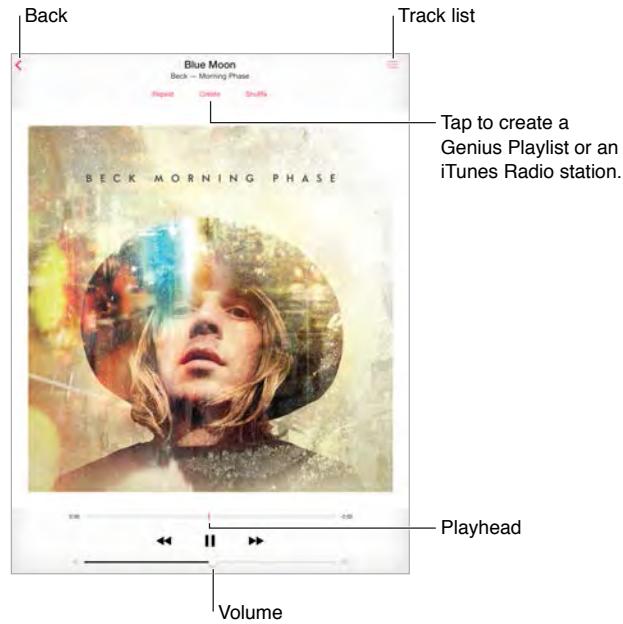 Back
Track list
Blue Moon
Beck — Morning Phase
Repeat Create Shuffle
Tap to create a
Genius Playlist or an
iTunes Radio station.
BECK MORNING PHASE
Playhead
Volume